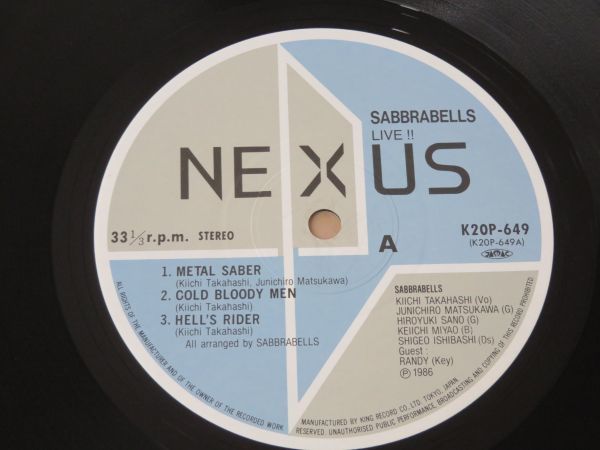 SABBRABELLS
LIVE !!
NEXUS
33 1/3 r.p.m. STEREO
A
K20P-649
(K20P-649A)
1. METAL SABER
(Kiichi Takahashi, Junichiro Matsukawa)
2. COLD BLOODY MEN
(Kiichi Takahashi)
3. HELL'S RIDER
(Kiichi Takahashi)
All arranged by SABBRABELLS
SABBRABELLS
KIICHI TAKAHASHI (Vo)
JUNICHIRO MATSUKAWA (G)
HIROYUKI SANO (G)
KEIICHI MIYAO (B)
SHIGEO ISHIBASHI (Ds)
Guest :
RANDY (Key)
℗ 1986
ALL RIGHTS OF THE MANUFACTURER AND OF THE OWNER OF THE RECORDED WORK
RESERVED. UNAUTHORISED PUBLIC PERFORMANCE, BROADCASTING AND COPYING OF THIS RECORD PROHIBITED
MANUFACTURED BY KING RECORD CO., LTD. TOKYO, JAPAN